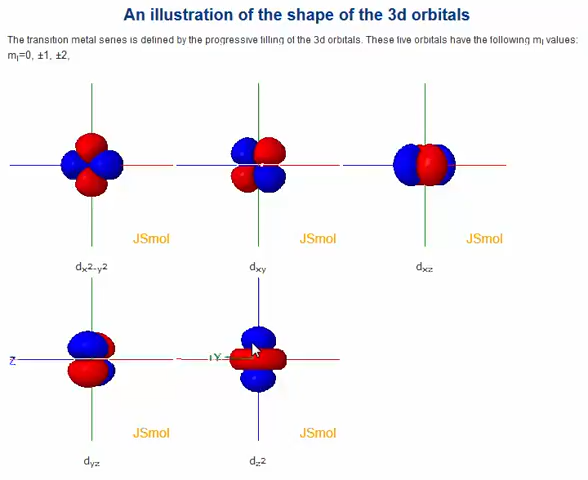 An illustration of the shape of the 3d orbitals
The transition metal series is defined by the progressive filling of the 3d orbitals. These five orbitals have the following mₗ values:
mₗ=0, ±1, ±2,
JSmol JSmol JSmol
dx²-y² dxy dxz
Z Y
JSmol JSmol
dyz dz²